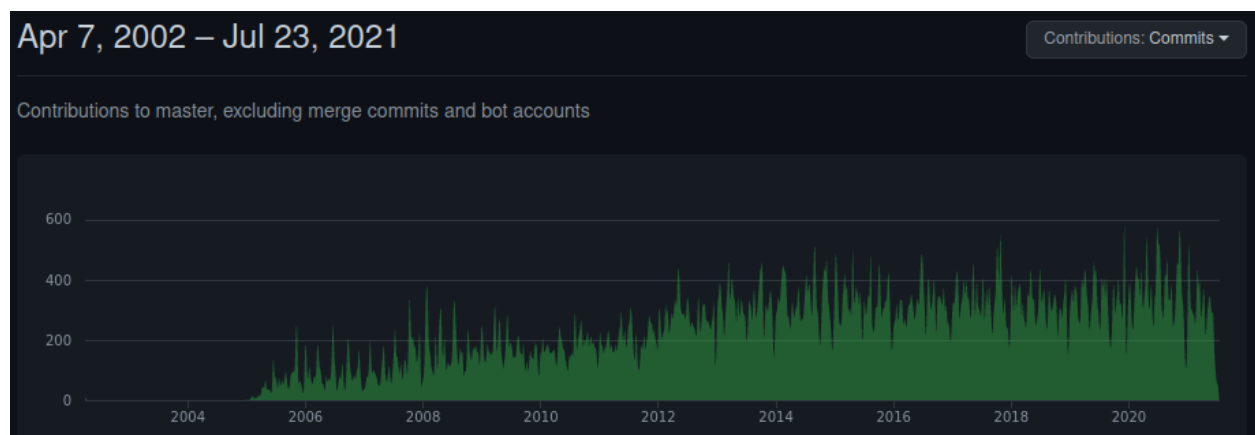 Apr 7, 2002 – Jul 23, 2021
Contributions: Commits
Contributions to master, excluding merge commits and bot accounts
600
400
200
0
2004 2006 2008 2010 2012 2014 2016 2018 2020